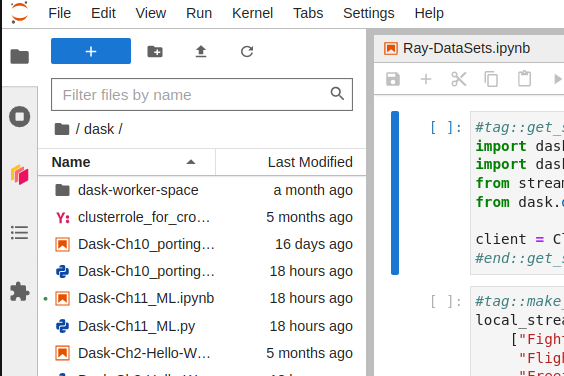 File Edit View Run Kernel Tabs Settings Help
Ray-DataSets.ipynb
Filter files by name
/ dask /
Name Last Modified
dask-worker-space a month ago
Y: clusterrole_for_cro... 5 months ago
Dask-Ch10_porting... 16 days ago
Dask-Ch10_porting... 18 hours ago
Dask-Ch11_ML.ipynb 18 hours ago
Dask-Ch11_ML.py 18 hours ago
Dask-Ch2-Hello-W... 5 months ago
[ ]: #tag::get_s
import dask
import dask
from stream
from dask.
client = C
#end::get_s
[ ]: #tag::make_
local_strea
["Fight
"Fligh